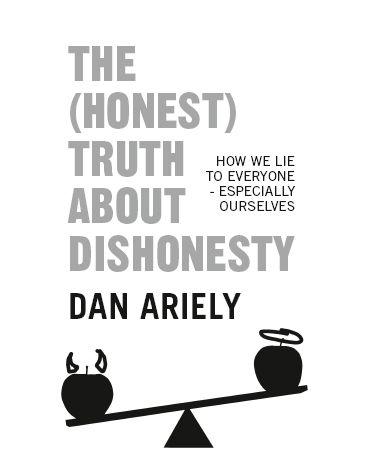 THE
(HONEST)
TRUTH
ABOUT
DISHONESTY
HOW WE LIE
TO EVERYONE
- ESPECIALLY
OURSELVES
DAN ARIELY